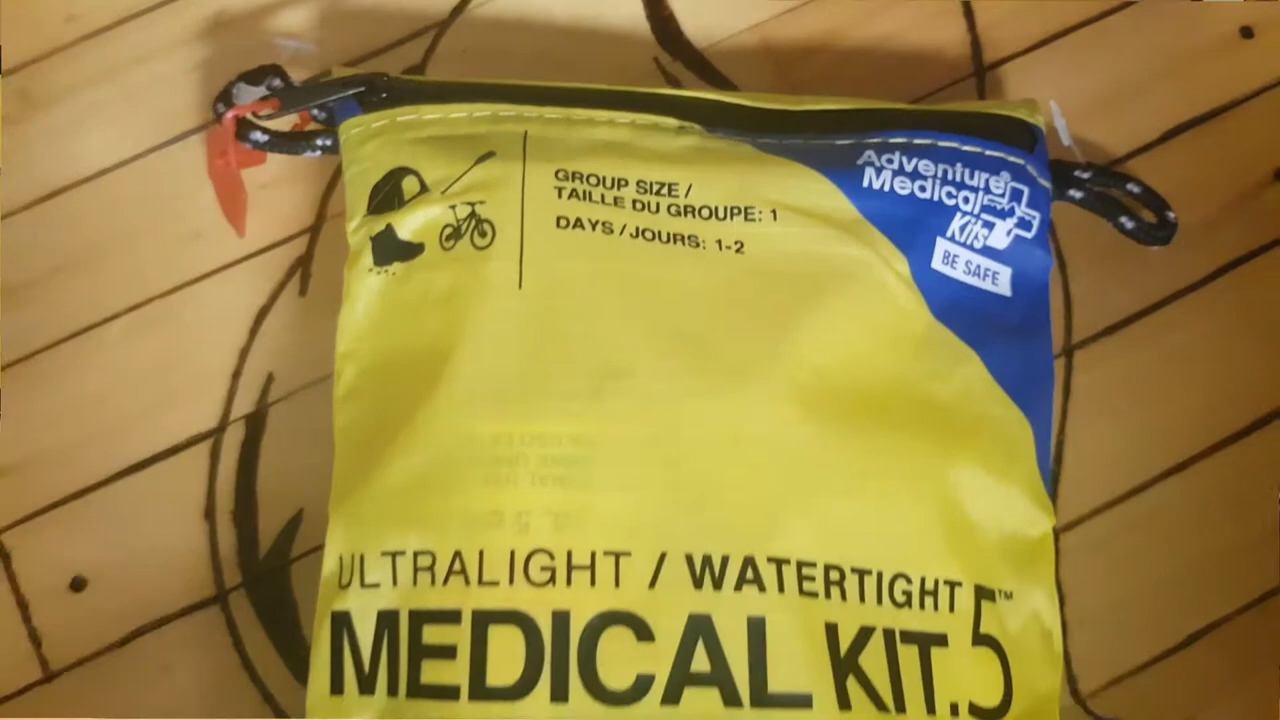 GROUP SIZE /
TAILLE DU GROUPE: 1
DAYS / JOURS: 1-2
Adventure®
Medical
Kits
BE SAFE
ULTRALIGHT / WATERTIGHT
MEDICAL KIT .5™